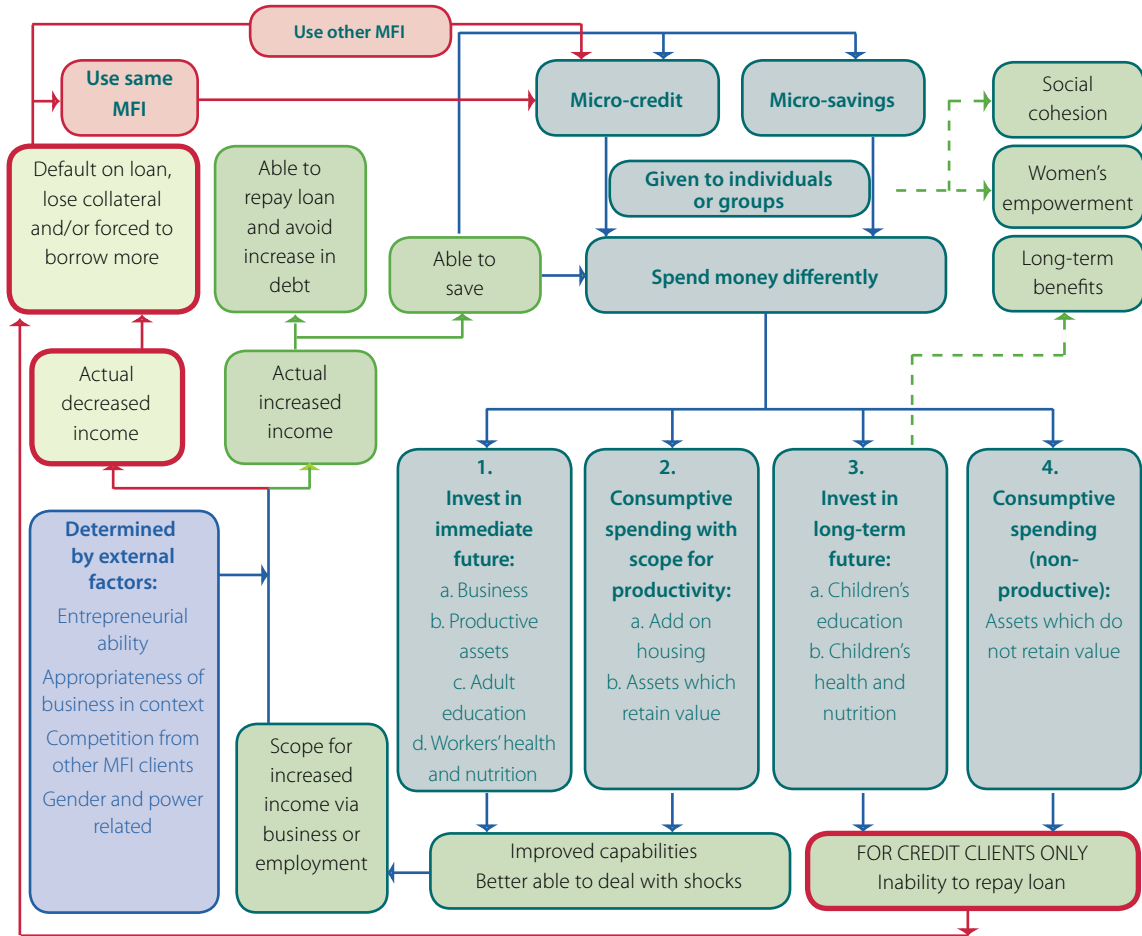 Use other MFI
Use same
MFI
Micro-credit
Micro-savings
Social
cohesion
Default on loan,
lose collateral
and/or forced to
borrow more
Able to
repay loan
and avoid
increase in
debt
Able to
save
Given to individuals
or groups
Women's
empowerment
Spend money differently
Long-term
benefits
Actual
decreased
income
Actual
increased
income
1.
Invest in
immediate
future:
a. Business
b. Productive
assets
c. Adult
education
d. Workers' health
and nutrition
2.
Consumptive
spending with
scope for
productivity:
a. Add on
housing
b. Assets which
retain value
3.
Invest in
long-term
future:
a. Children's
education
b. Children's
health and
nutrition
4.
Consumptive
spending
(non-
productive):
Assets which do
not retain value
Determined
by external
factors:
Entrepreneurial
ability
Appropriateness of
business in context
Competition from
other MFI clients
Gender and power
related
Scope for
increased
income via
business or
employment
Improved capabilities
Better able to deal with shocks
FOR CREDIT CLIENTS ONLY
Inability to repay loan